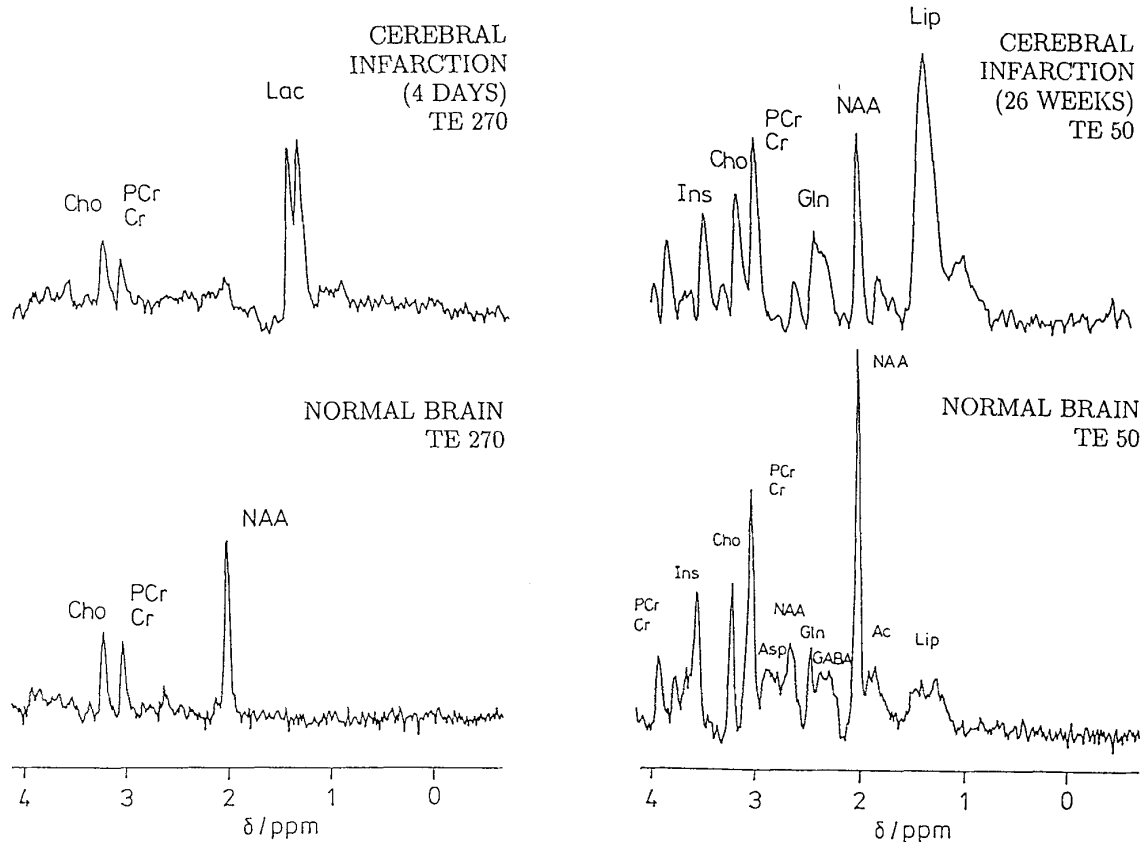 CEREBRAL
INFARCTION
(4 DAYS)
TE 270
Lac
Cho
PCr
Cr
Lip
CEREBRAL
INFARCTION
(26 WEEKS)
TE 50
NAA
PCr
Cr
Cho
Ins
Gln
NORMAL BRAIN
TE 270
NAA
Cho
PCr
Cr
4 3 2 1 0
δ/ppm
NAA
NORMAL BRAIN
TE 50
PCr
Cr
Cho
Ins
PCr
Cr
NAA
Asp
Gln
GABA
Ac
Lip
4 3 2 1 0
δ/ppm